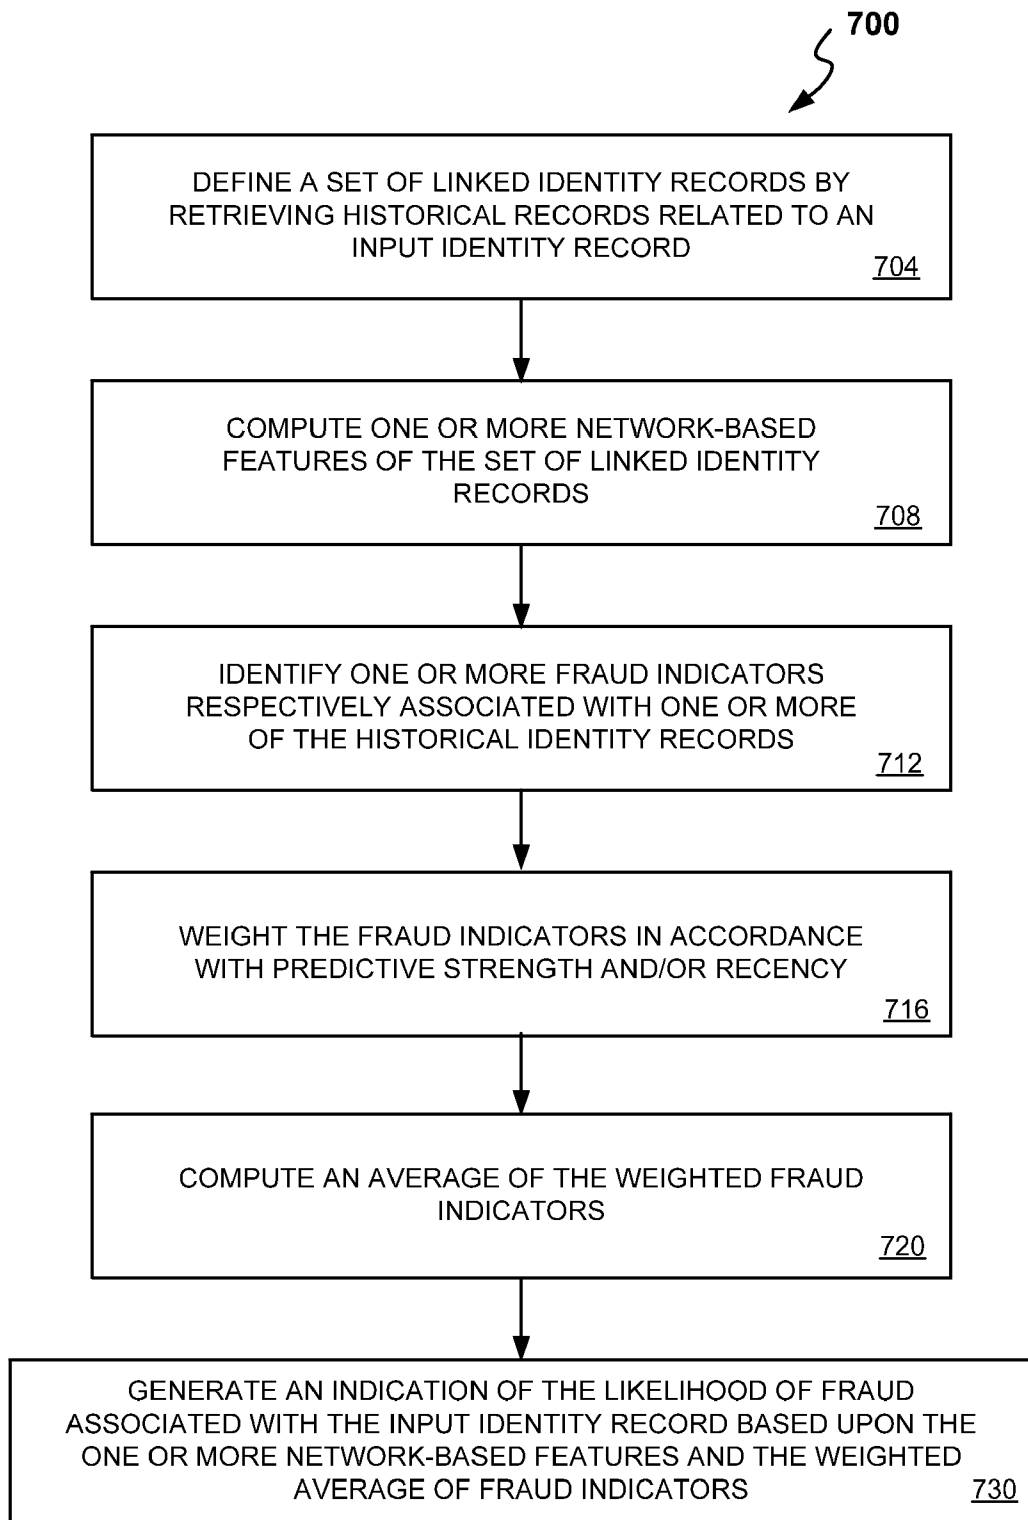 700
DEFINE A SET OF LINKED IDENTITY RECORDS BY
RETRIEVING HISTORICAL RECORDS RELATED TO AN
INPUT IDENTITY RECORD
704
COMPUTE ONE OR MORE NETWORK-BASED
FEATURES OF THE SET OF LINKED IDENTITY
RECORDS
708
IDENTIFY ONE OR MORE FRAUD INDICATORS
RESPECTIVELY ASSOCIATED WITH ONE OR MORE
OF THE HISTORICAL IDENTITY RECORDS
712
WEIGHT THE FRAUD INDICATORS IN ACCORDANCE
WITH PREDICTIVE STRENGTH AND/OR RECENCY
716
COMPUTE AN AVERAGE OF THE WEIGHTED FRAUD
INDICATORS
720
GENERATE AN INDICATION OF THE LIKELIHOOD OF FRAUD
ASSOCIATED WITH THE INPUT IDENTITY RECORD BASED UPON THE
ONE OR MORE NETWORK-BASED FEATURES AND THE WEIGHTED
AVERAGE OF FRAUD INDICATORS
730